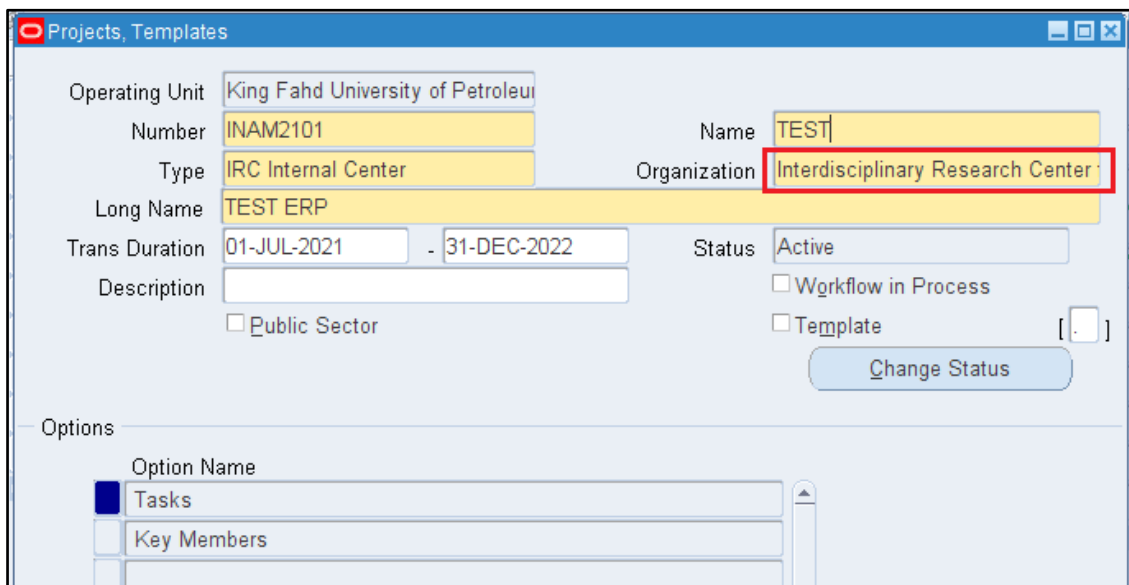 Projects, Templates
Operating Unit King Fahd University of Petroleu
Number INAM2101 Name TEST
Type IRC Internal Center Organization Interdisciplinary Research Center
Long Name TEST ERP
Trans Duration 01-JUL-2021 - 31-DEC-2022 Status Active
Description Workflow in Process
Public Sector Template [ . ]
Change Status
Options
Option Name
Tasks
Key Members